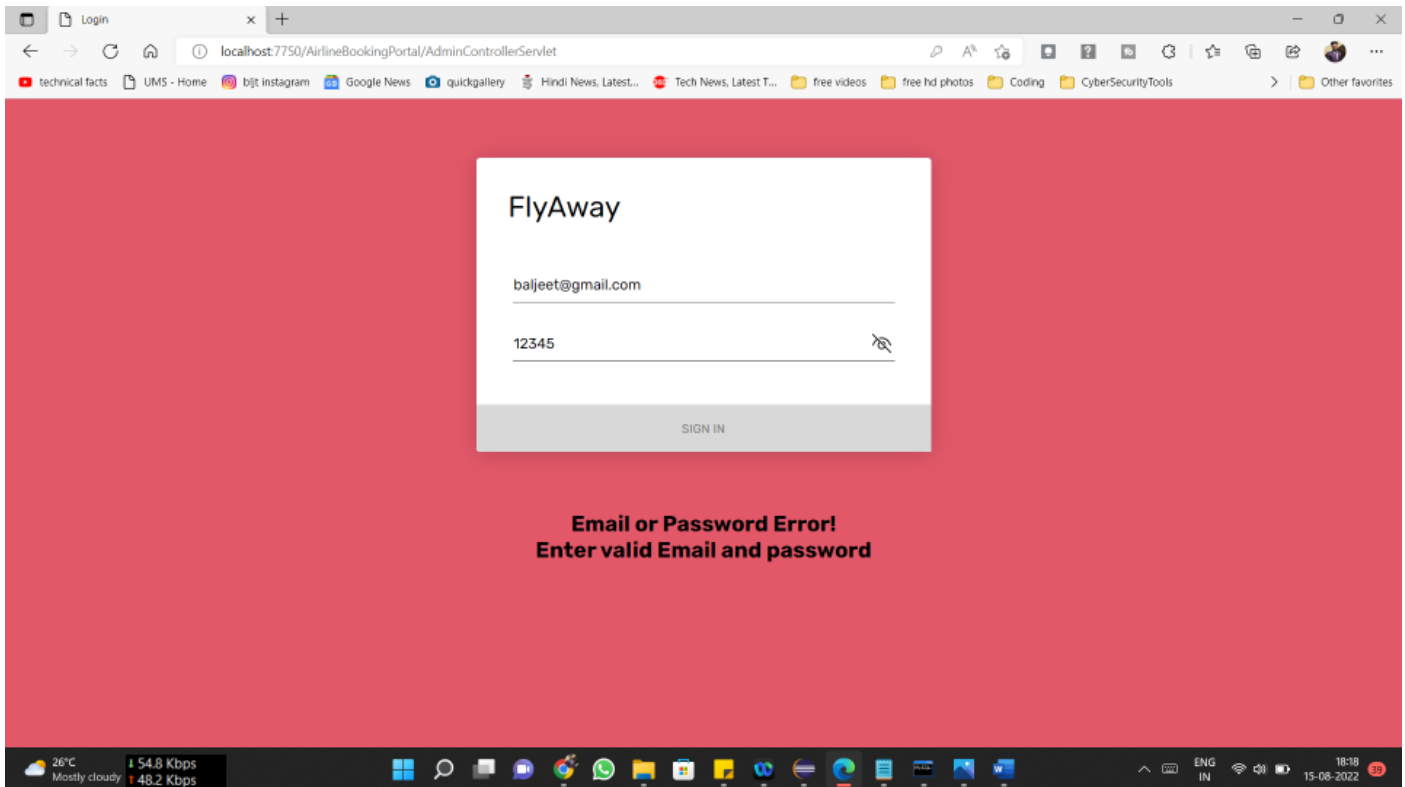 Login
localhost:7750/AirlineBookingPortal/AdminControllerServlet
technical facts UMS - Home bljt instagram Google News quickgallery Hindi News, Latest... Tech News, Latest T... free videos free hd photos Coding CyberSecurityTools Other favorites
FlyAway
baljeet@gmail.com
12345
SIGN IN
Email or Password Error!
Enter valid Email and password
26°C
Mostly cloudy
54.8 Kbps
48.2 Kbps
ENG
IN
18:18
15-08-2022
39